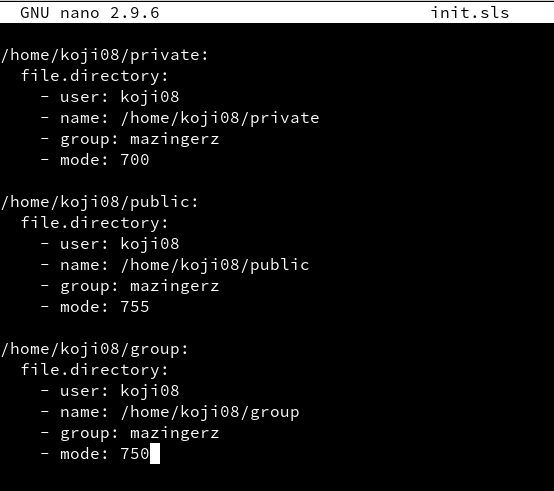 GNU nano 2.9.6 init.sls
/home/koji08/private:
file.directory:
- user: koji08
- name: /home/koji08/private
- group: mazingerz
- mode: 700
/home/koji08/public:
file.directory:
- user: koji08
- name: /home/koji08/public
- group: mazingerz
- mode: 755
/home/koji08/group:
file.directory:
- user: koji08
- name: /home/koji08/group
- group: mazingerz
- mode: 750